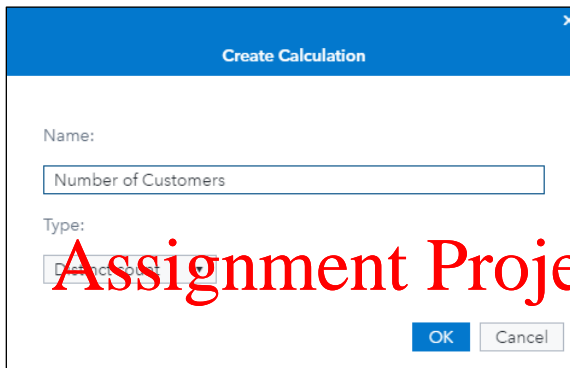 Create Calculation
Name:
Number of Customers
Type:
Distinct count
Assignment Proje
OK Cancel